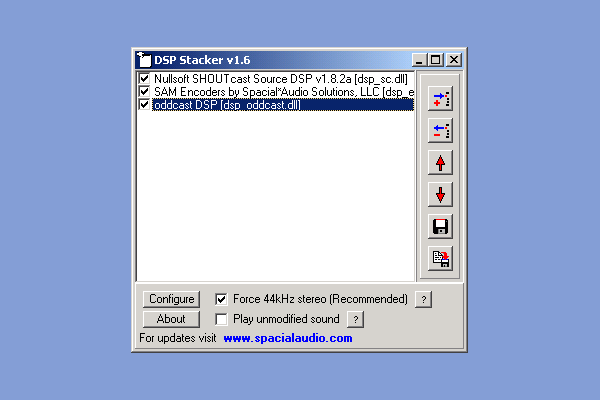 DSP Stacker v1.6
Nullsoft SHOUTcast Source DSP v1.8.2a [dsp_sc.dll]
SAM Encoders by Spacial*Audio Solutions, LLC [dsp_e
oddcast DSP [dsp_oddcast.dll]
Configure Force 44kHz stereo (Recommended) ?
About Play unmodified sound ?
For updates visit www.spacialaudio.com